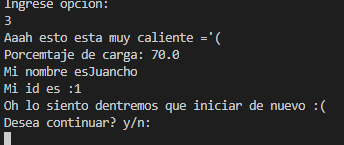 Ingrese opcion:
3
Aaah esto esta muy caliente ='(
Porcemtaje de carga: 70.0
Mi nombre esJuancho
Mi id es :1
Oh lo siento dentremos que iniciar de nuevo :(
Desea continuar? y/n: